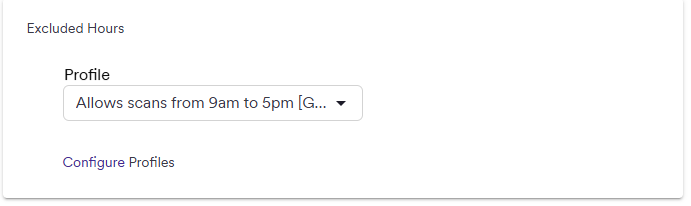 Excluded Hours
Profile
Allows scans from 9am to 5pm [G...
Configure Profiles